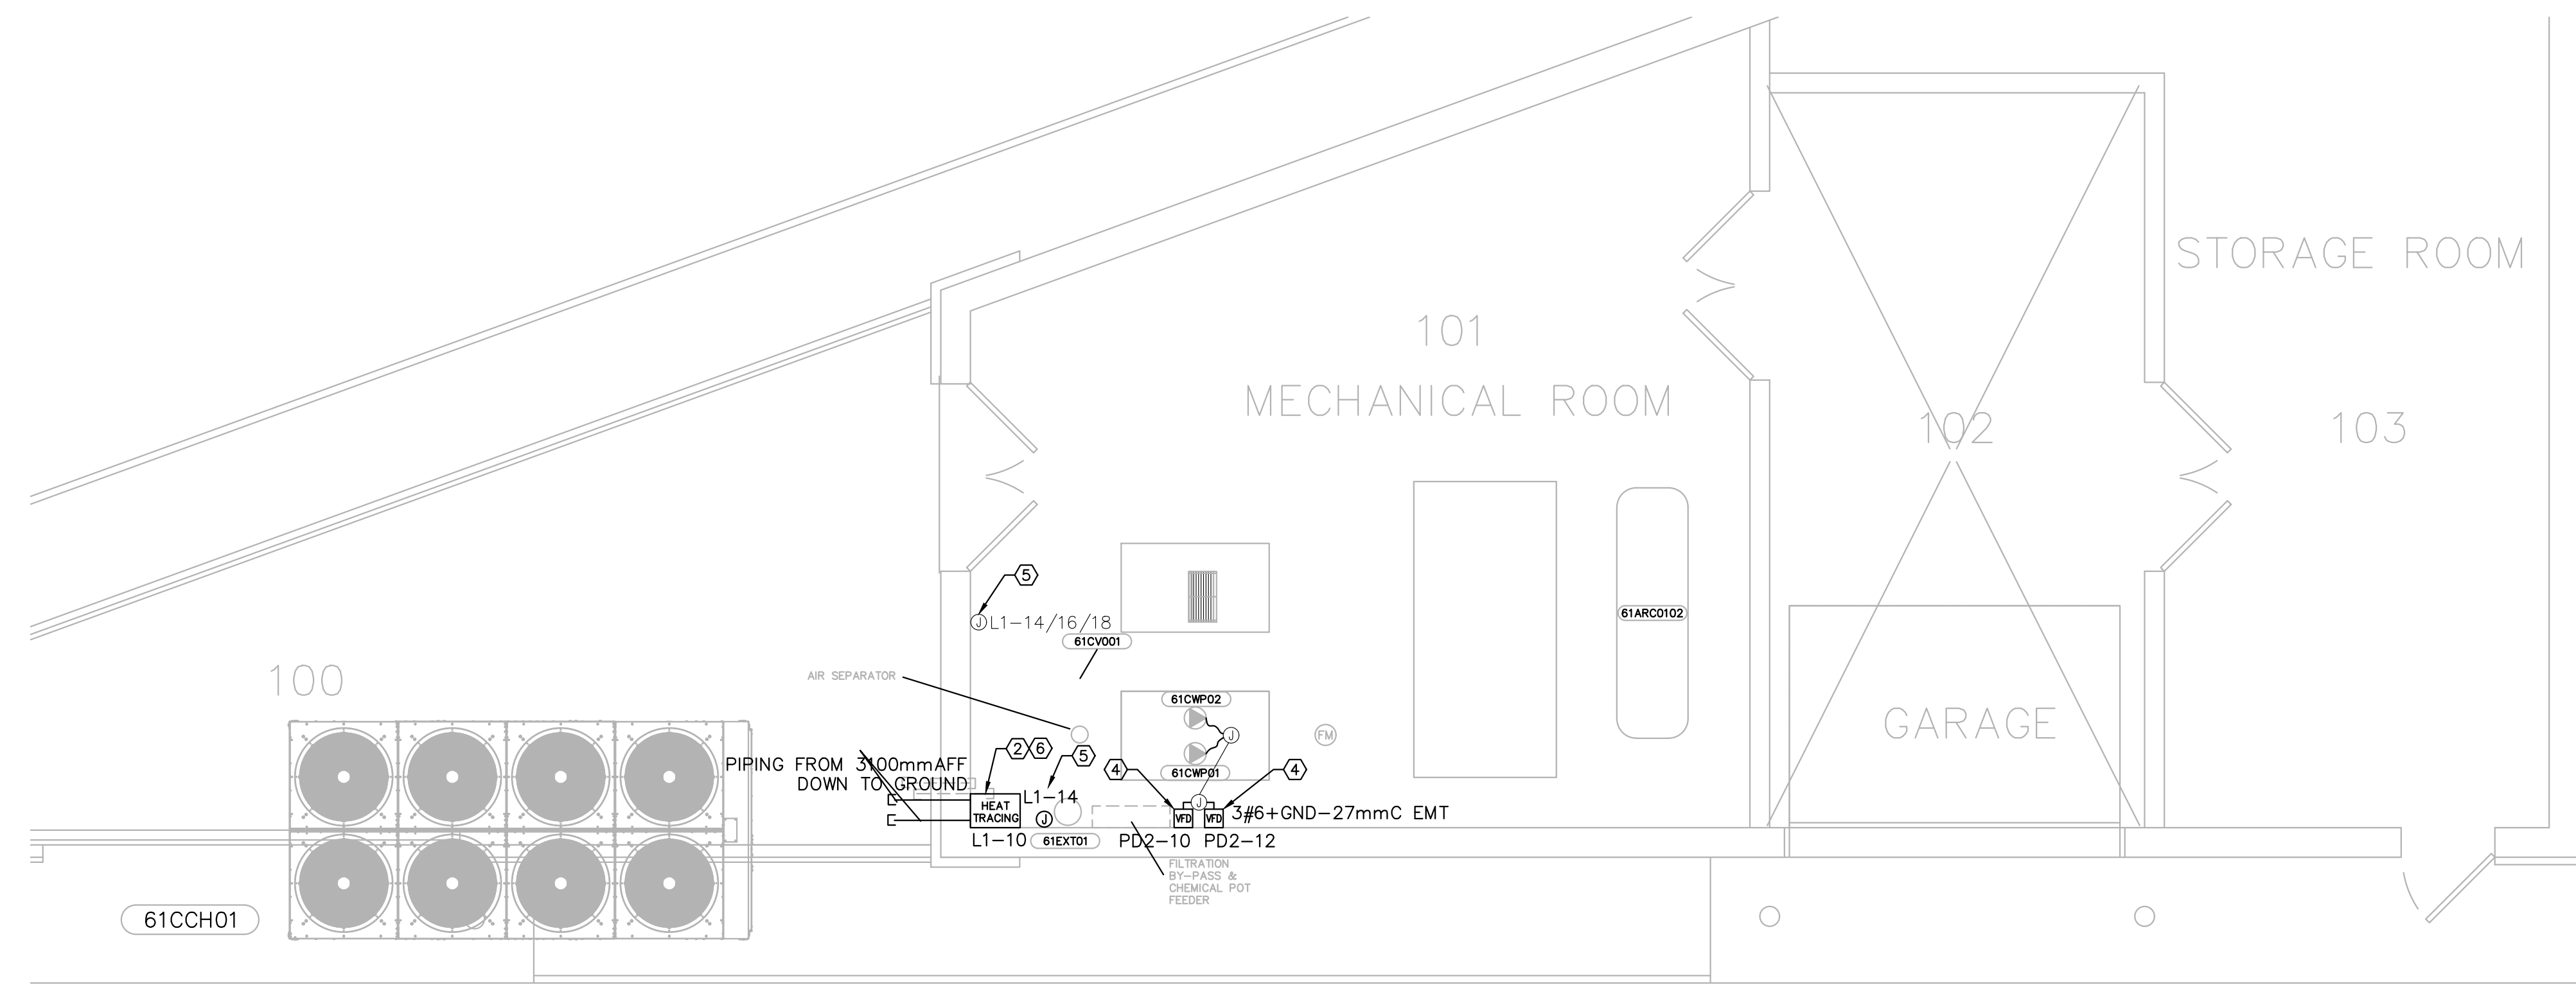 STORAGE ROOM
101
MECHANICAL ROOM
102
103
5
J
L1-14/16/18
61CV001
61ARC0102
AIR SEPARATOR
100
61CWP02
J
FM
GARAGE
2
6
5
4
4
61CWP01
PIPING FROM 3100mmAFF
DOWN TO GROUND
HEAT
TRACING
L1-14
J
J
VFD
VFD
3#6+GND-27mmC EMT
L1-10
61EXT01
PD2-10
PD2-12
FILTRATION
BY-PASS &
CHEMICAL POT
FEEDER
61CCH01